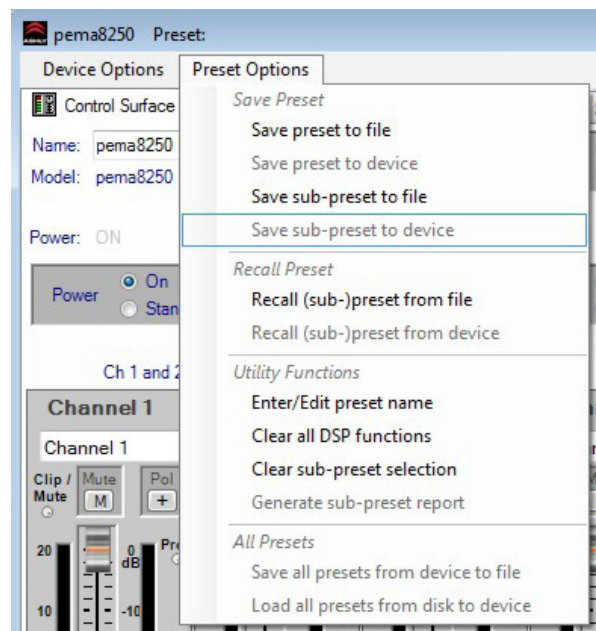 pema8250 Preset:
Device Options Preset Options
Control Surface
Name: pema8250
Model: pema8250
Power: ON
Power
On
Stan
Ch 1 and 2
Channel 1
Channel 1
Clip / Mute
Mute
M
Pol
+
20
0
dB
Pre
10
-10
Save Preset
Save preset to file
Save preset to device
Save sub-preset to file
Save sub-preset to device
Recall Preset
Recall (sub-)preset from file
Recall (sub-)preset from device
Utility Functions
Enter/Edit preset name
Clear all DSP functions
Clear sub-preset selection
Generate sub-preset report
All Presets
Save all presets from device to file
Load all presets from disk to device